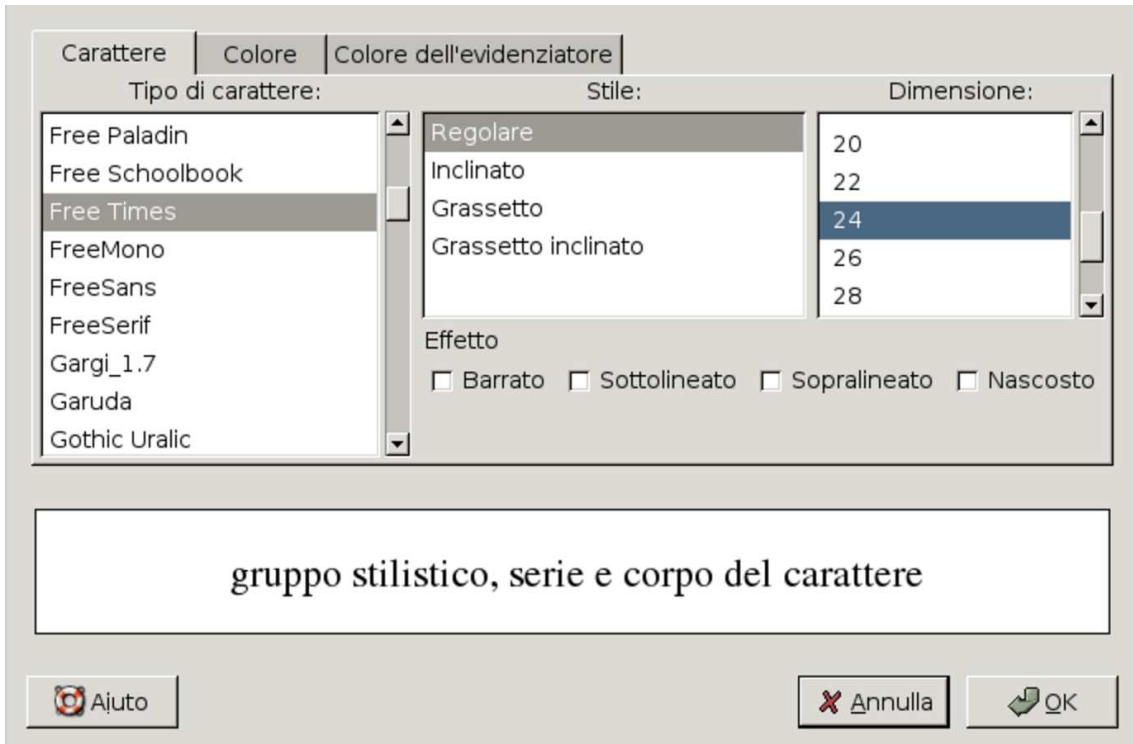 Carattere
Colore
Colore dell'evidenziatore
Tipo di carattere:
Free Paladin
Free Schoolbook
Free Times
FreeMono
FreeSans
FreeSerif
Gargi_1.7
Garuda
Gothic Uralic
Stile:
Regolare
Inclinato
Grassetto
Grassetto inclinato
Dimensione:
20
22
24
26
28
Effetto
Barrato
Sottolineato
Sopralineato
Nascosto
gruppo stilistico, serie e corpo del carattere
Aiuto
Annulla
OK